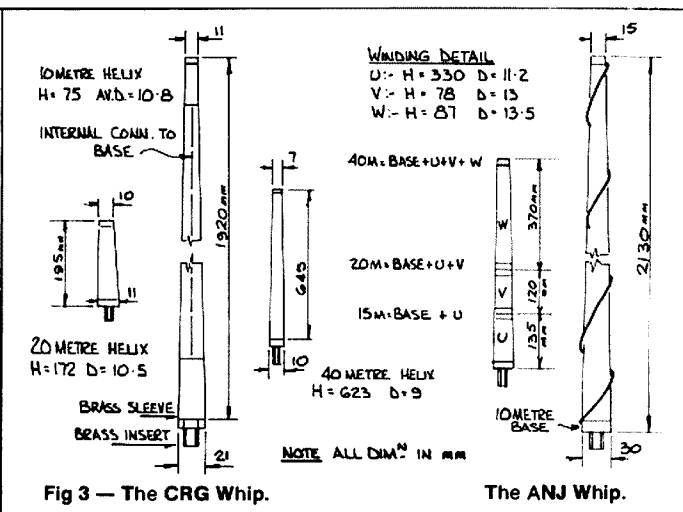 11
10METRE HELIX
H= 75 AV.D.=10·8
INTERNAL CONN. TO
BASE
1920mm
10
195mm
11
20 METRE HELIX
H=172 D=10·5
BRASS SLEEVE
BRASS INSERT
21
7
645
10
40 METRE HELIX
H=623 D=9
NOTE ALL DIMN IN mm
WINDING DETAIL
U:- H=330 D=11·2
V:- H= 78 D=13
W:- H=87 D=13·5
40M=BASE+U+V+W
20M=BASE+U+V
15M=BASE + U
W
V
U
370mm
120
mm
135
mm
15
2130mm
10METRE
BASE
30
Fig 3 — The CRG Whip.
The ANJ Whip.